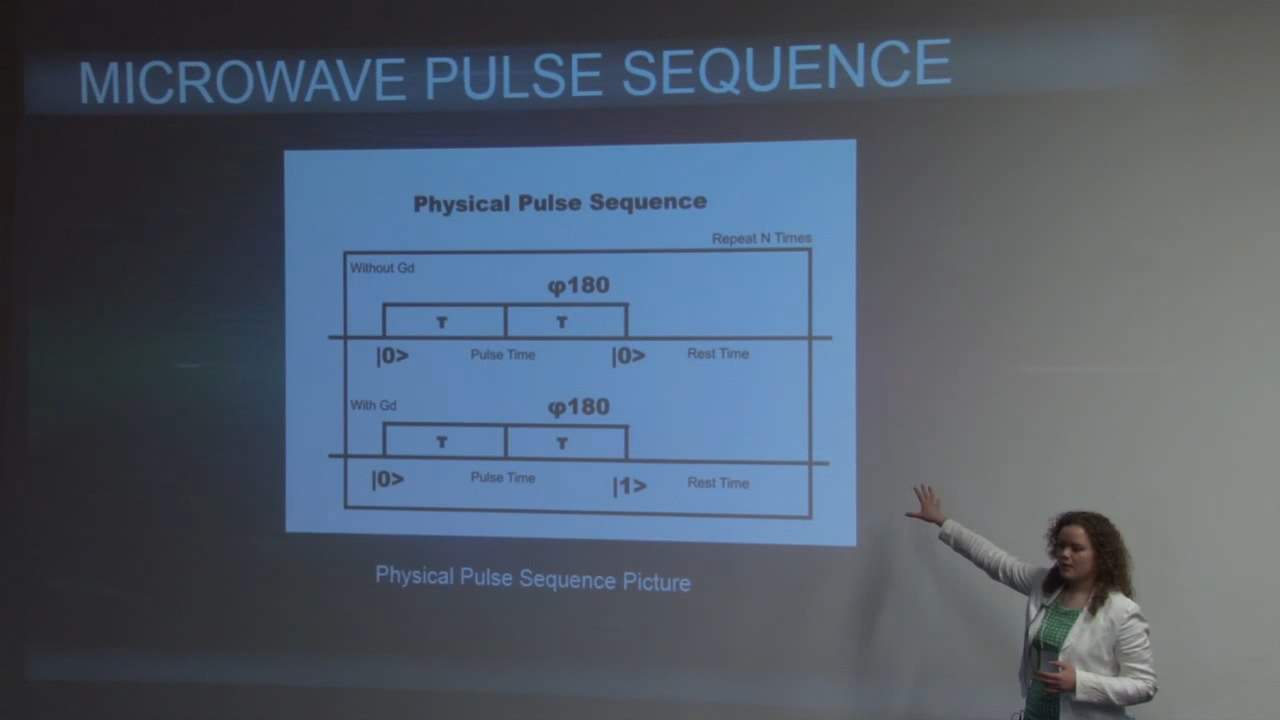 MICROWAVE PULSE SEQUENCE
Physical Pulse Sequence
Repeat N Times
Without Gd
φ180
τ τ
|0> Pulse Time |0> Rest Time
With Gd
φ180
τ τ
|0> Pulse Time |1> Rest Time
Physical Pulse Sequence Picture